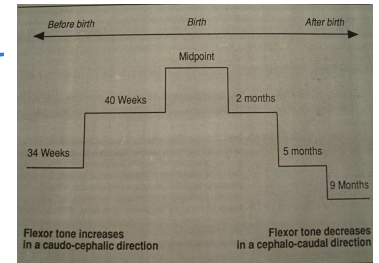 Before birth Birth After birth
Midpoint
40 Weeks 2 months
34 Weeks 5 months
9 Months
Flexor tone increases
in a caudo-cephalic direction
Flexor tone decreases
in a cephalo-caudal direction